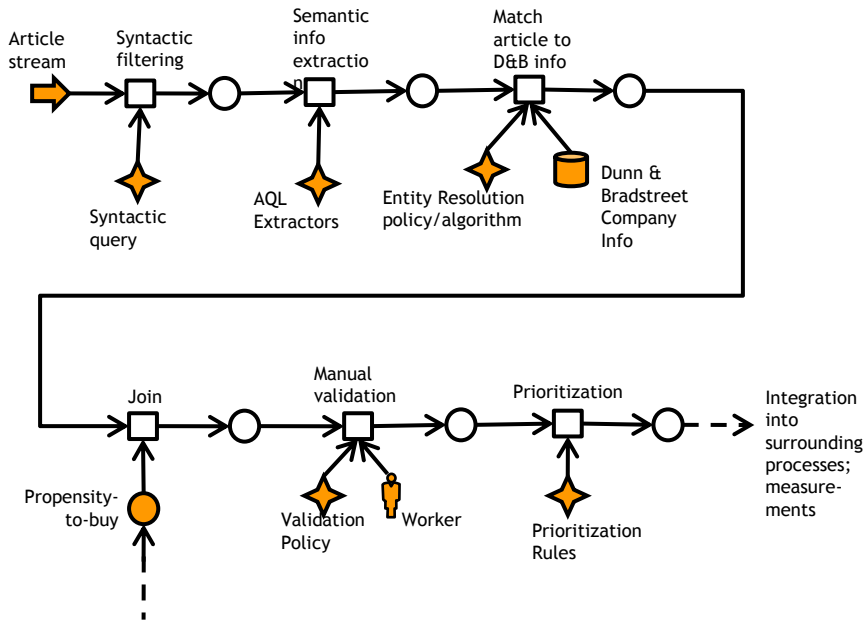 Article
stream
Syntactic
filtering
Semantic
info
extractio
n
Match
article to
D&B info
Syntactic
query
AQL
Extractors
Entity Resolution
policy/algorithm
Dunn &
Bradstreet
Company
Info
Join
Manual
validation
Prioritization
Integration
into
surrounding
processes;
measure-
ments
Propensity-
to-buy
Validation
Policy
Worker
Prioritization
Rules